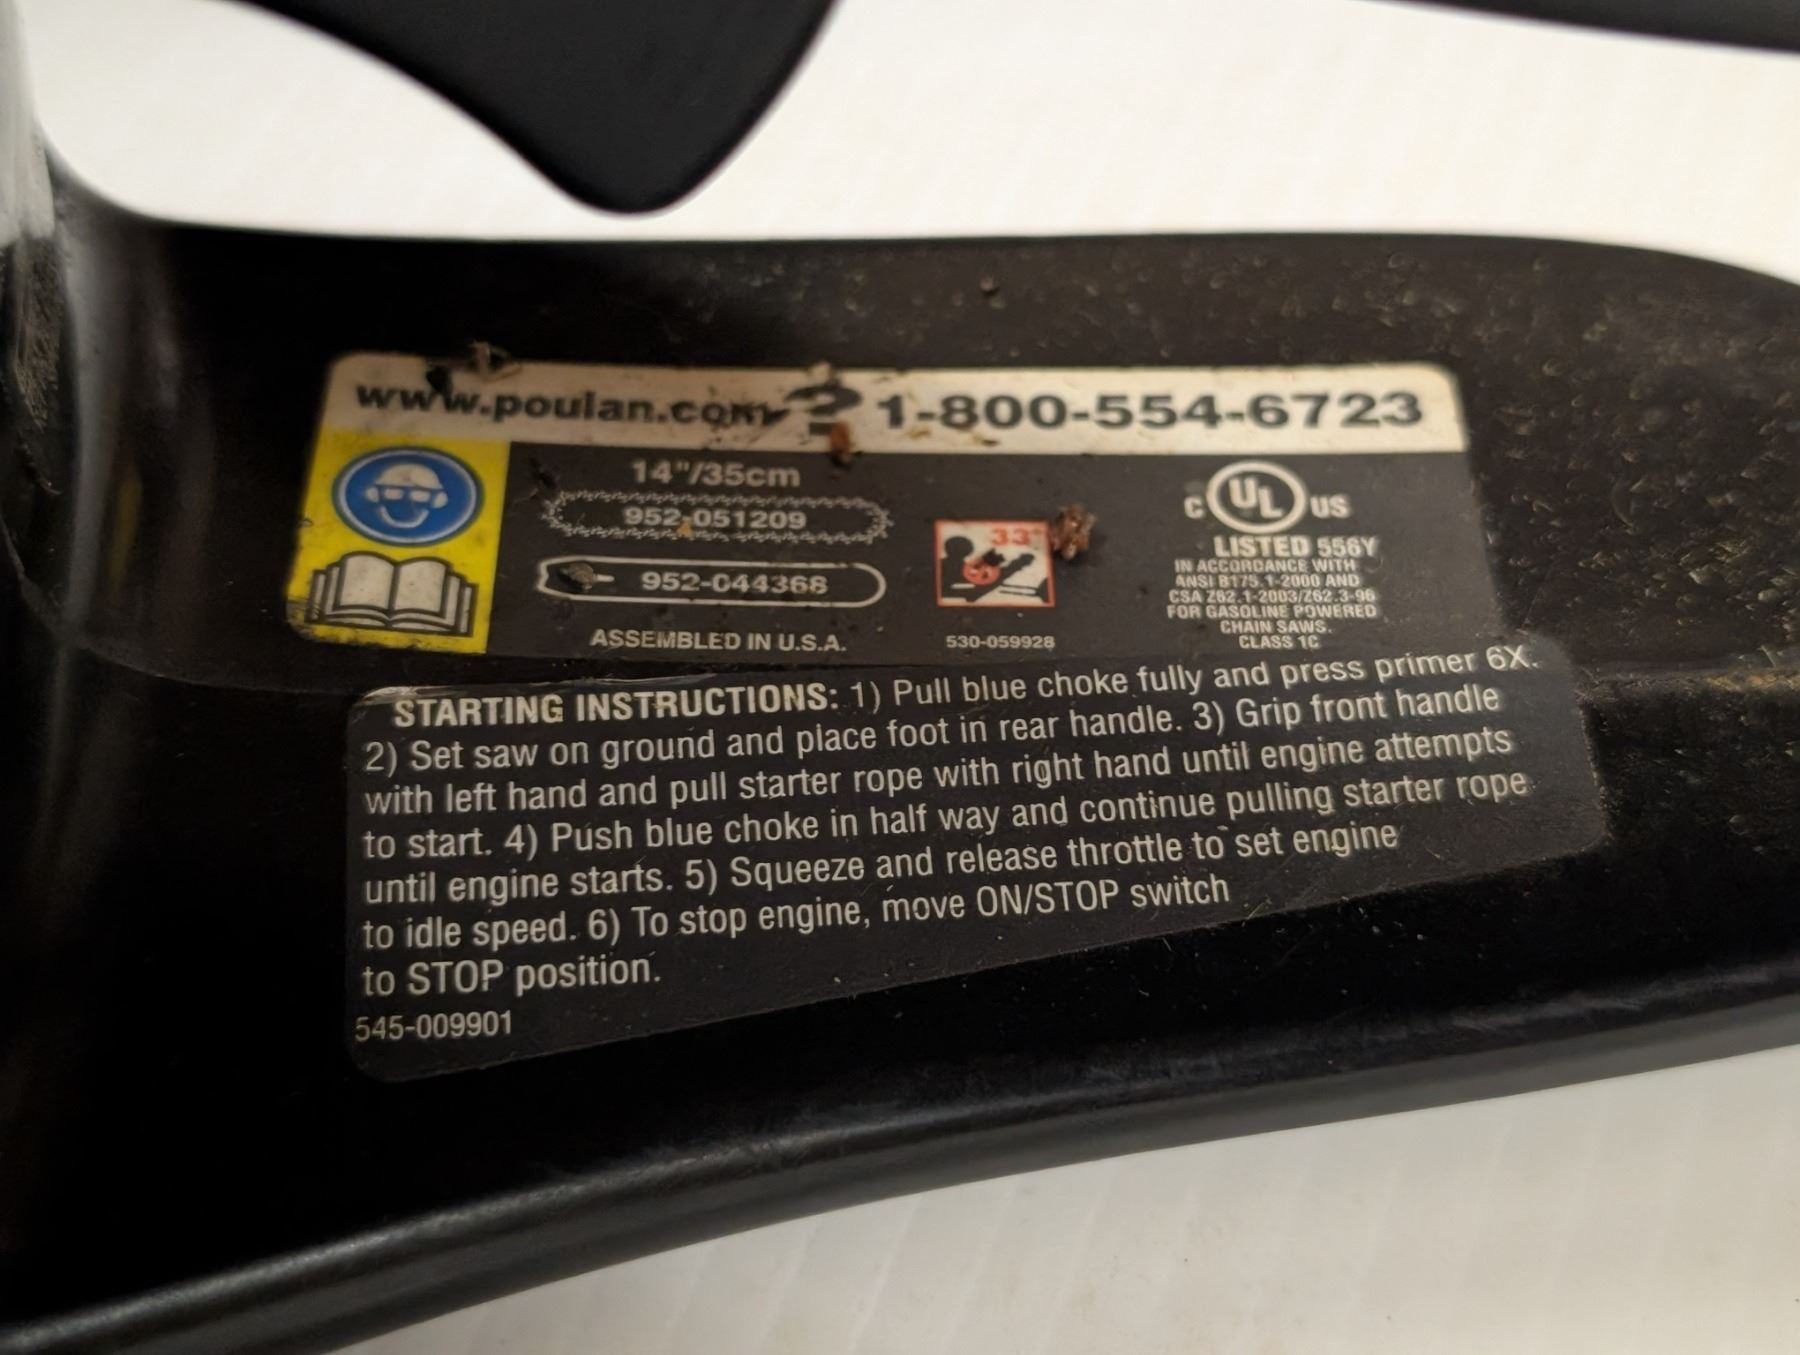 www.poulan.com ? 1-800-554-6723
14"/35cm
952-051209
952-044368
ASSEMBLED IN U.S.A.
33°
530-059928
C UL US
LISTED 556Y
IN ACCORDANCE WITH
ANSI B175.1-2000 AND
CSA Z62.1-2003/Z62.3-96
FOR GASOLINE POWERED
CHAIN SAWS.
CLASS 1C
STARTING INSTRUCTIONS: 1) Pull blue choke fully and press primer 6X.
2) Set saw on ground and place foot in rear handle. 3) Grip front handle
with left hand and pull starter rope with right hand until engine attempts
to start. 4) Push blue choke in half way and continue pulling starter rope
until engine starts. 5) Squeeze and release throttle to set engine
to idle speed. 6) To stop engine, move ON/STOP switch
to STOP position.
545-009901